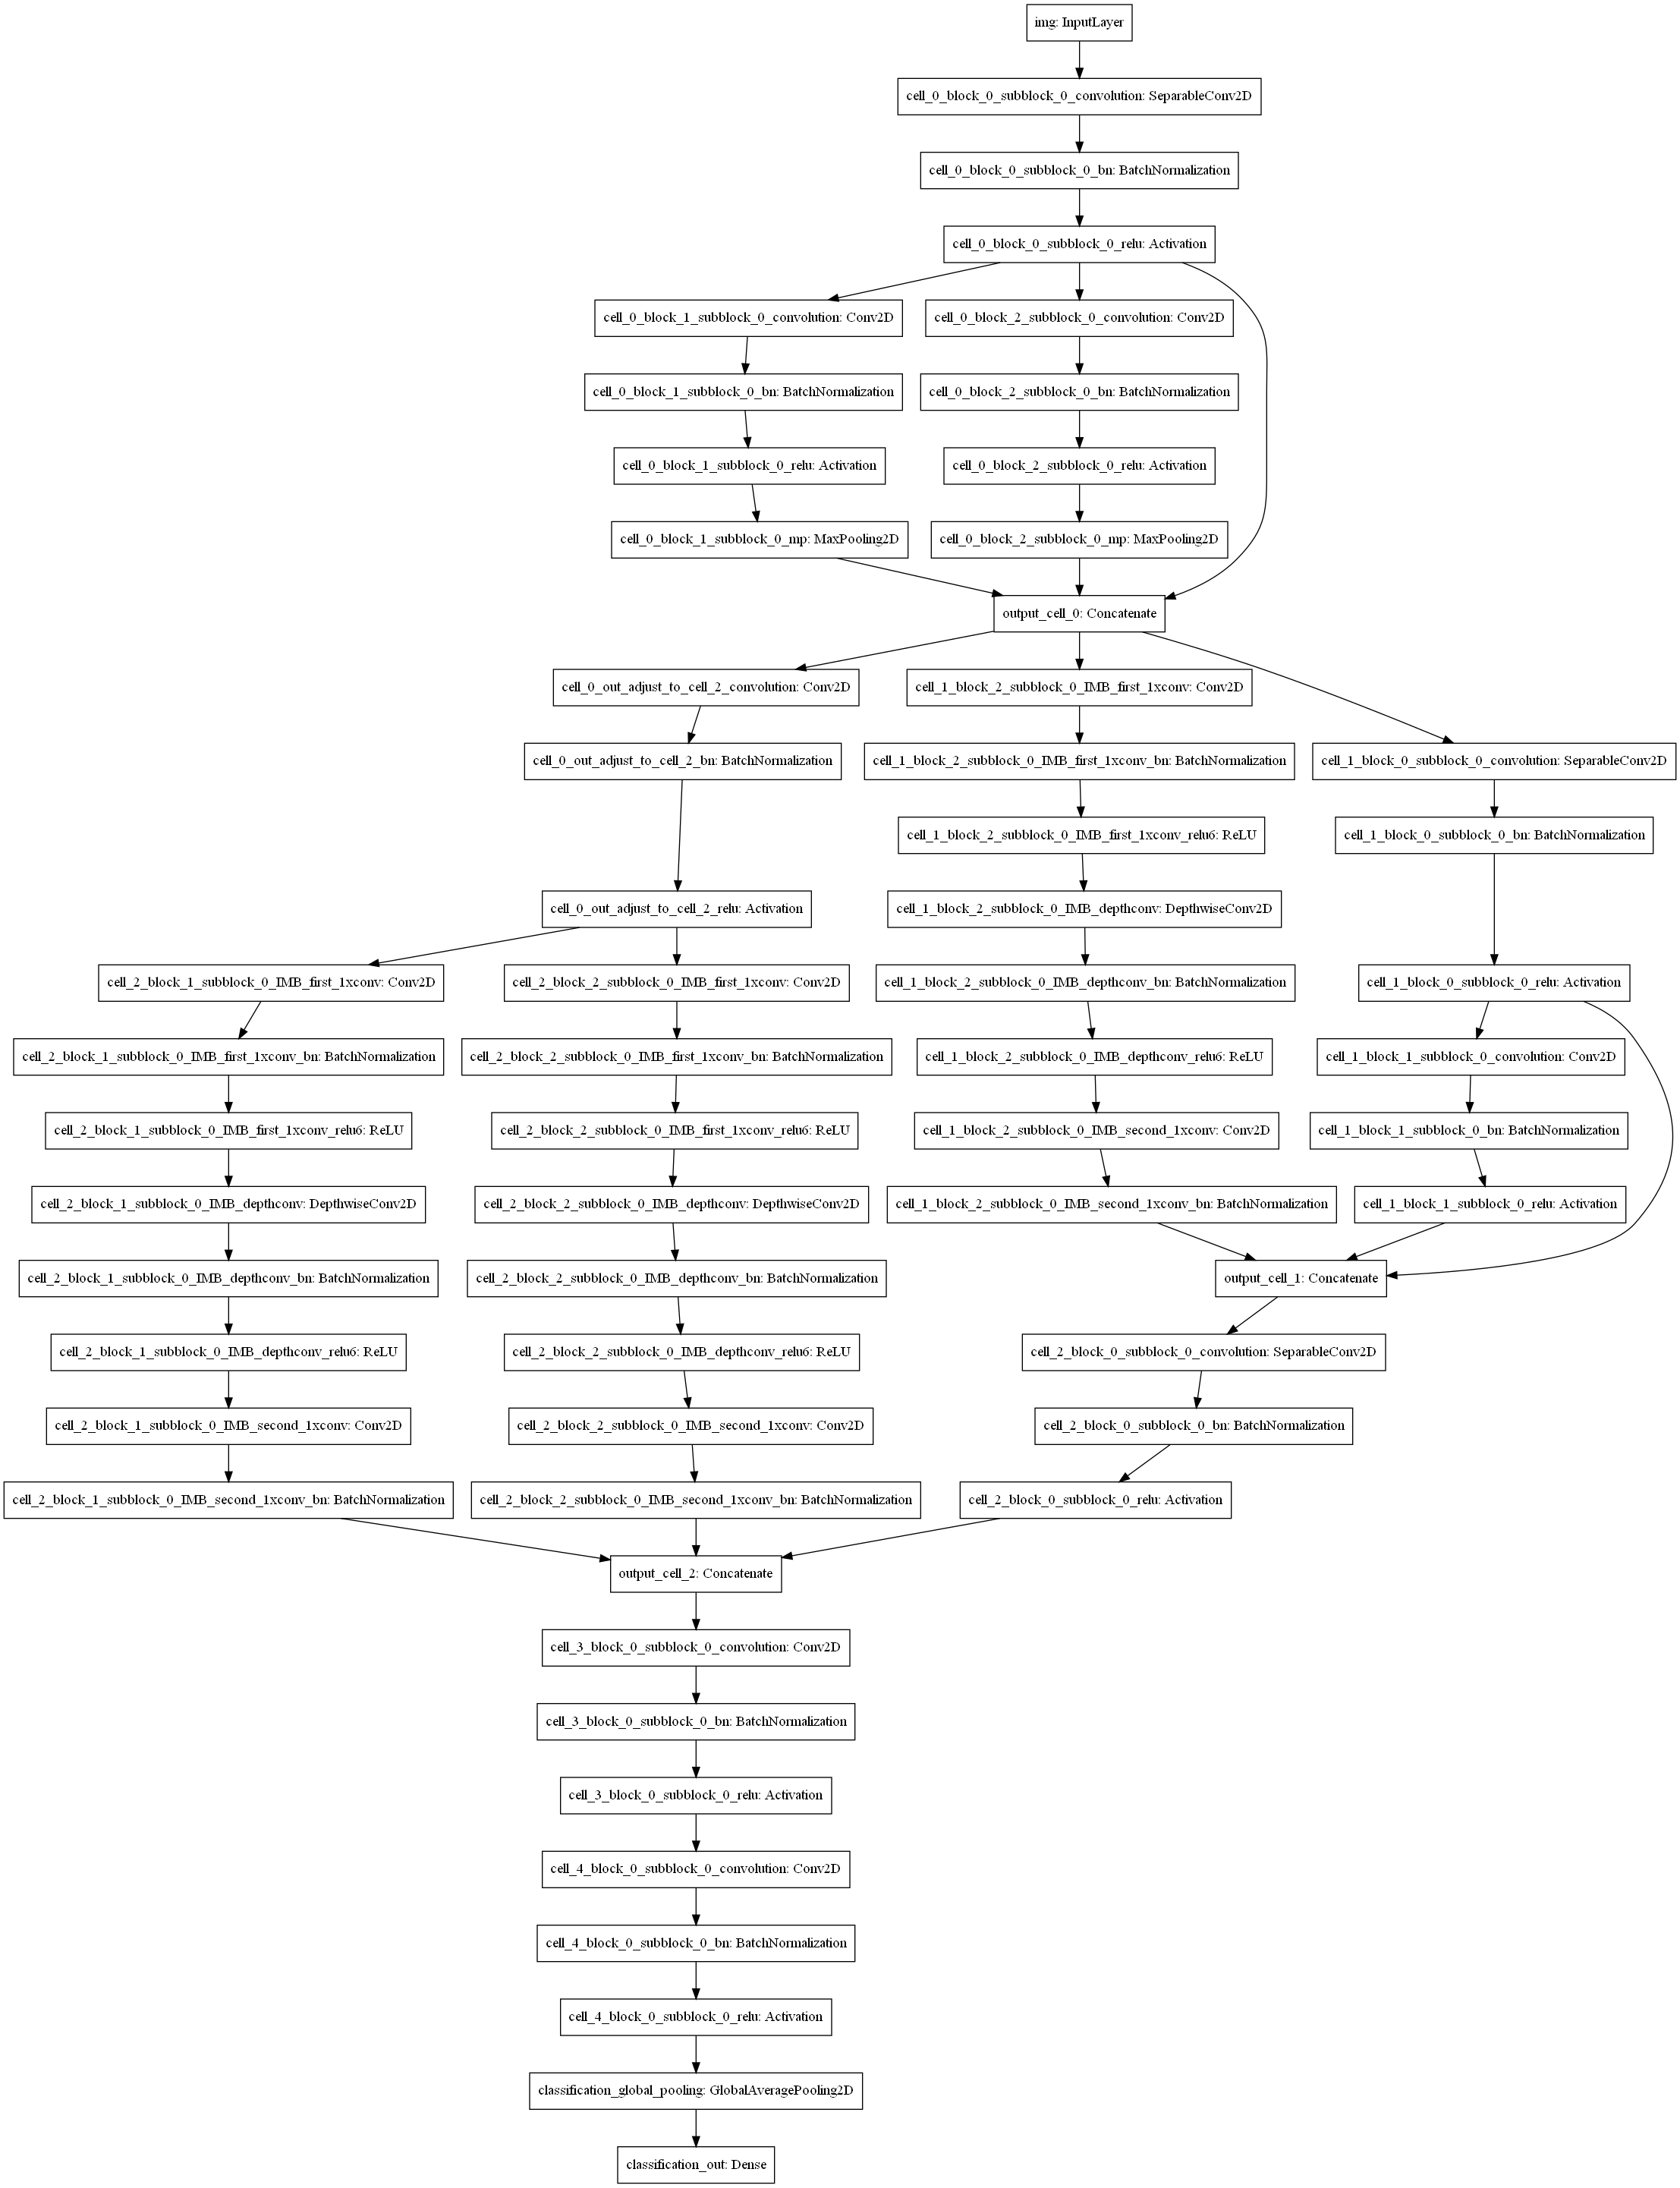 img: InputLayer
cell_0_block_0_subblock_0_convolution: SeparableConv2D
cell_0_block_0_subblock_0_bn: BatchNormalization
cell_0_block_0_subblock_0_relu: Activation
cell_0_block_1_subblock_0_convolution: Conv2D
cell_0_block_2_subblock_0_convolution: Conv2D
cell_0_block_1_subblock_0_bn: BatchNormalization
cell_0_block_2_subblock_0_bn: BatchNormalization
cell_0_block_1_subblock_0_relu: Activation
cell_0_block_2_subblock_0_relu: Activation
cell_0_block_1_subblock_0_mp: MaxPooling2D
cell_0_block_2_subblock_0_mp: MaxPooling2D
output_cell_0: Concatenate
cell_0_out_adjust_to_cell_2_convolution: Conv2D
cell_1_block_2_subblock_0_IMB_first_1xconv: Conv2D
cell_0_out_adjust_to_cell_2_bn: BatchNormalization
cell_1_block_2_subblock_0_IMB_first_1xconv_bn: BatchNormalization
cell_1_block_0_subblock_0_convolution: SeparableConv2D
cell_1_block_2_subblock_0_IMB_first_1xconv_relu6: ReLU
cell_1_block_0_subblock_0_bn: BatchNormalization
cell_0_out_adjust_to_cell_2_relu: Activation
cell_1_block_2_subblock_0_IMB_depthconv: DepthwiseConv2D
cell_2_block_1_subblock_0_IMB_first_1xconv: Conv2D
cell_2_block_2_subblock_0_IMB_first_1xconv: Conv2D
cell_1_block_2_subblock_0_IMB_depthconv_bn: BatchNormalization
cell_1_block_0_subblock_0_relu: Activation
cell_2_block_1_subblock_0_IMB_first_1xconv_bn: BatchNormalization
cell_2_block_2_subblock_0_IMB_first_1xconv_bn: BatchNormalization
cell_1_block_2_subblock_0_IMB_depthconv_relu6: ReLU
cell_1_block_1_subblock_0_convolution: Conv2D
cell_2_block_1_subblock_0_IMB_first_1xconv_relu6: ReLU
cell_2_block_2_subblock_0_IMB_first_1xconv_relu6: ReLU
cell_1_block_2_subblock_0_IMB_second_1xconv: Conv2D
cell_1_block_1_subblock_0_bn: BatchNormalization
cell_2_block_1_subblock_0_IMB_depthconv: DepthwiseConv2D
cell_2_block_2_subblock_0_IMB_depthconv: DepthwiseConv2D
cell_1_block_2_subblock_0_IMB_second_1xconv_bn: BatchNormalization
cell_1_block_1_subblock_0_relu: Activation
cell_2_block_1_subblock_0_IMB_depthconv_bn: BatchNormalization
cell_2_block_2_subblock_0_IMB_depthconv_bn: BatchNormalization
output_cell_1: Concatenate
cell_2_block_1_subblock_0_IMB_depthconv_relu6: ReLU
cell_2_block_2_subblock_0_IMB_depthconv_relu6: ReLU
cell_2_block_0_subblock_0_convolution: SeparableConv2D
cell_2_block_1_subblock_0_IMB_second_1xconv: Conv2D
cell_2_block_2_subblock_0_IMB_second_1xconv: Conv2D
cell_2_block_0_subblock_0_bn: BatchNormalization
cell_2_block_1_subblock_0_IMB_second_1xconv_bn: BatchNormalization
cell_2_block_2_subblock_0_IMB_second_1xconv_bn: BatchNormalization
cell_2_block_0_subblock_0_relu: Activation
output_cell_2: Concatenate
cell_3_block_0_subblock_0_convolution: Conv2D
cell_3_block_0_subblock_0_bn: BatchNormalization
cell_3_block_0_subblock_0_relu: Activation
cell_4_block_0_subblock_0_convolution: Conv2D
cell_4_block_0_subblock_0_bn: BatchNormalization
cell_4_block_0_subblock_0_relu: Activation
classification_global_pooling: GlobalAveragePooling2D
classification_out: Dense